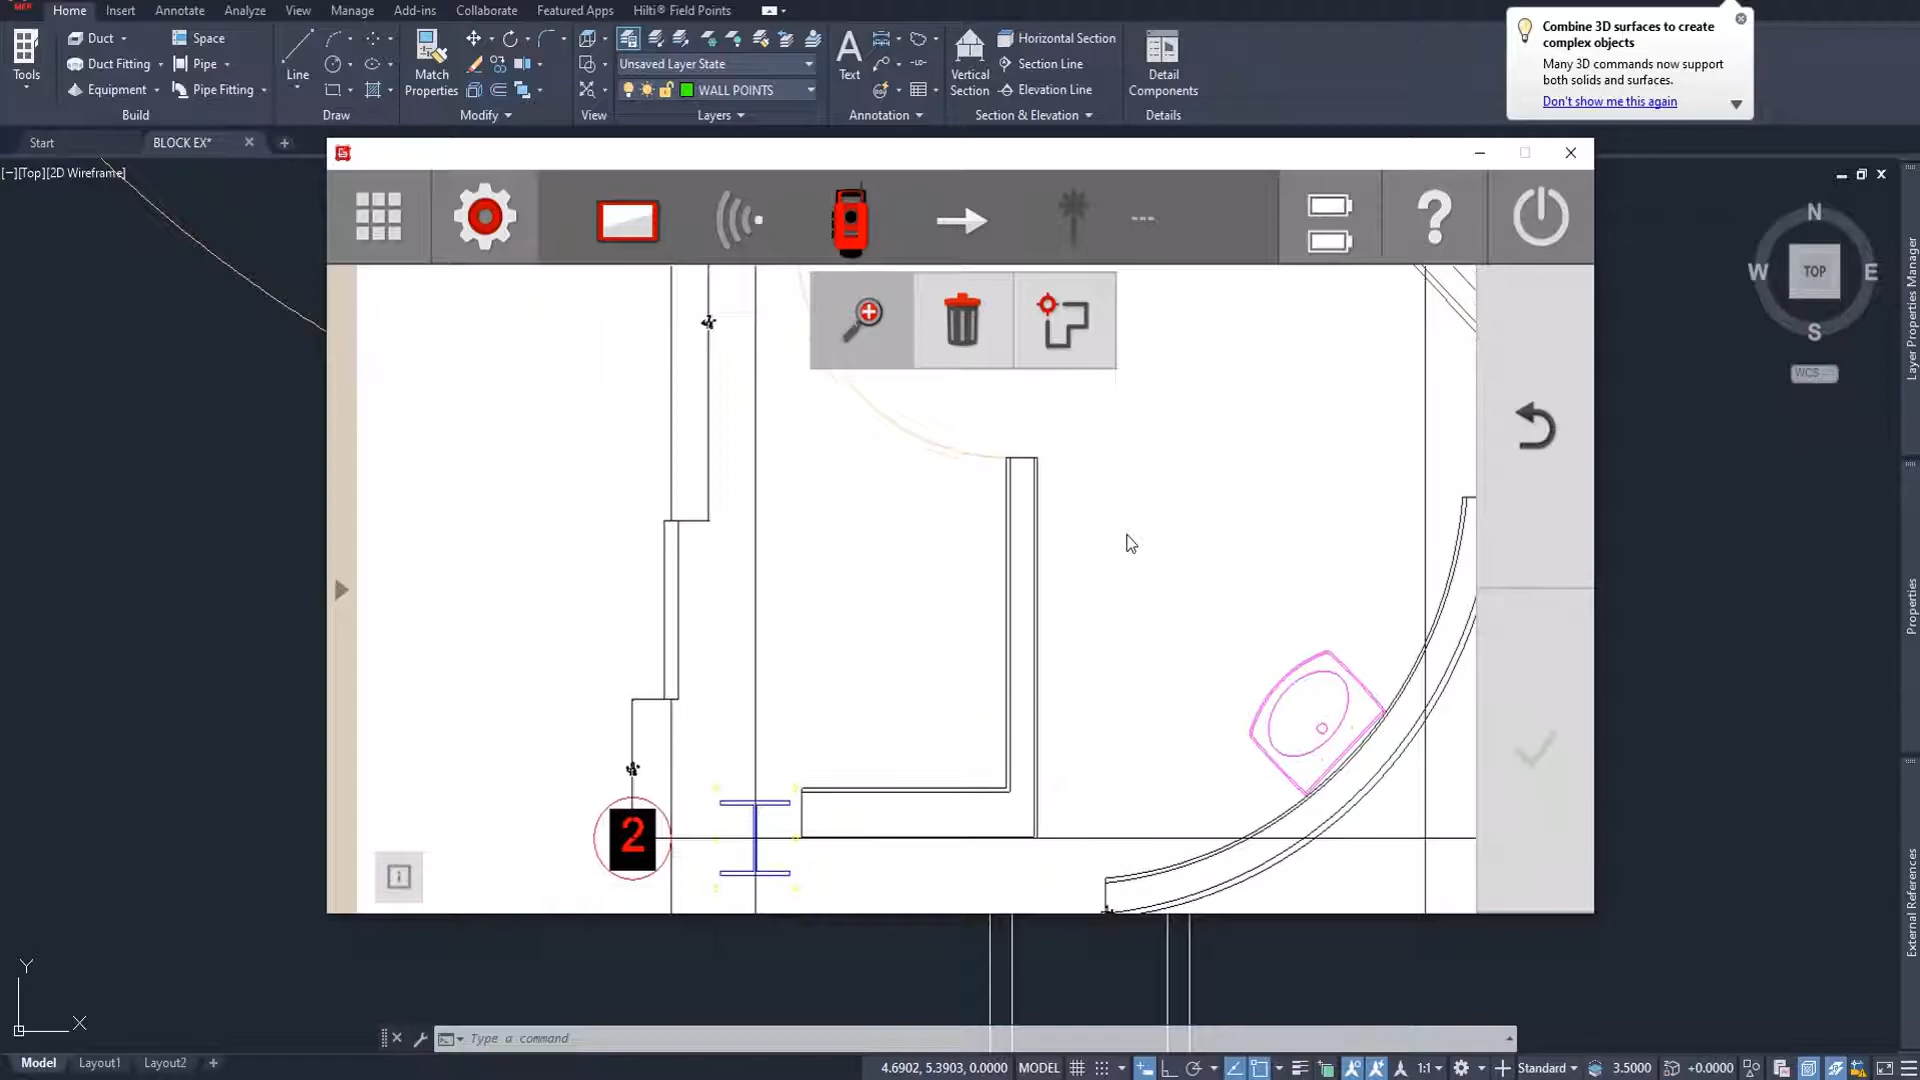 Home Insert Annotate Analyze View Manage Add-ins Collaborate Featured Apps Hilti® Field Points
Tools
Duct
Duct Fitting
Equipment
Space
Pipe
Pipe Fitting
Build
Line
Draw
Match
Properties
Modify
View
Unsaved Layer State
WALL POINTS
Layers
Text
Annotation
Vertical
Section
Horizontal Section
Section Line
Elevation Line
Section & Elevation
Detail
Components
Details
Combine 3D surfaces to create
complex objects
Many 3D commands now support
both solids and surfaces.
Don't show me this again
Start
BLOCK EX*
[−][Top][2D Wireframe]
N
W
TOP
E
S
WCS
Layer Properties Manager
Properties
External References
2
Y
X
Type a command
Model Layout1 Layout2
4.6902, 5.3903, 0.0000 MODEL
1:1
Standard
3.5000
+0.0000